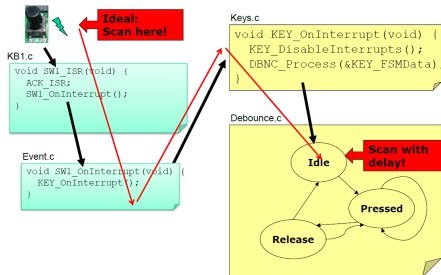 Ideal:
Scan here!
KB1.c
void SW1_ISR(void) {
ACK_ISR;
SW1_OnInterrupt();
}
Event.c
void SW1_OnInterrupt(void) {
KEY_OnInterrupt();
}
Keys.c
void KEY_OnInterrupt(void) {
KEY_DisableInterrupts();
DBNC_Process(&KEY_FSMData)
}
Debounce.c
Idle
Scan with
delay!
Pressed
Release